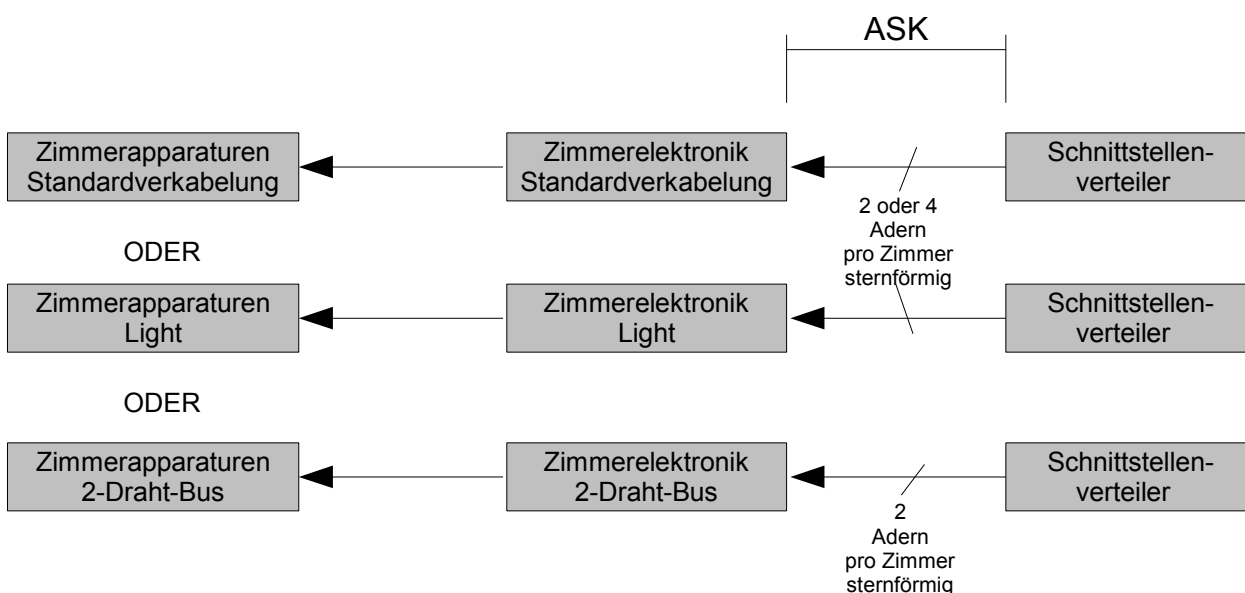 ASK
Zimmerapparaturen
Standardverkabelung
Zimmerelektronik
Standardverkabelung
Schnittstellen-
verteiler
2 oder 4
Adern
pro Zimmer
sternförmig
ODER
Zimmerapparaturen
Light
Zimmerelektronik
Light
Schnittstellen-
verteiler
ODER
Zimmerapparaturen
2-Draht-Bus
Zimmerelektronik
2-Draht-Bus
Schnittstellen-
verteiler
2
Adern
pro Zimmer
sternförmig